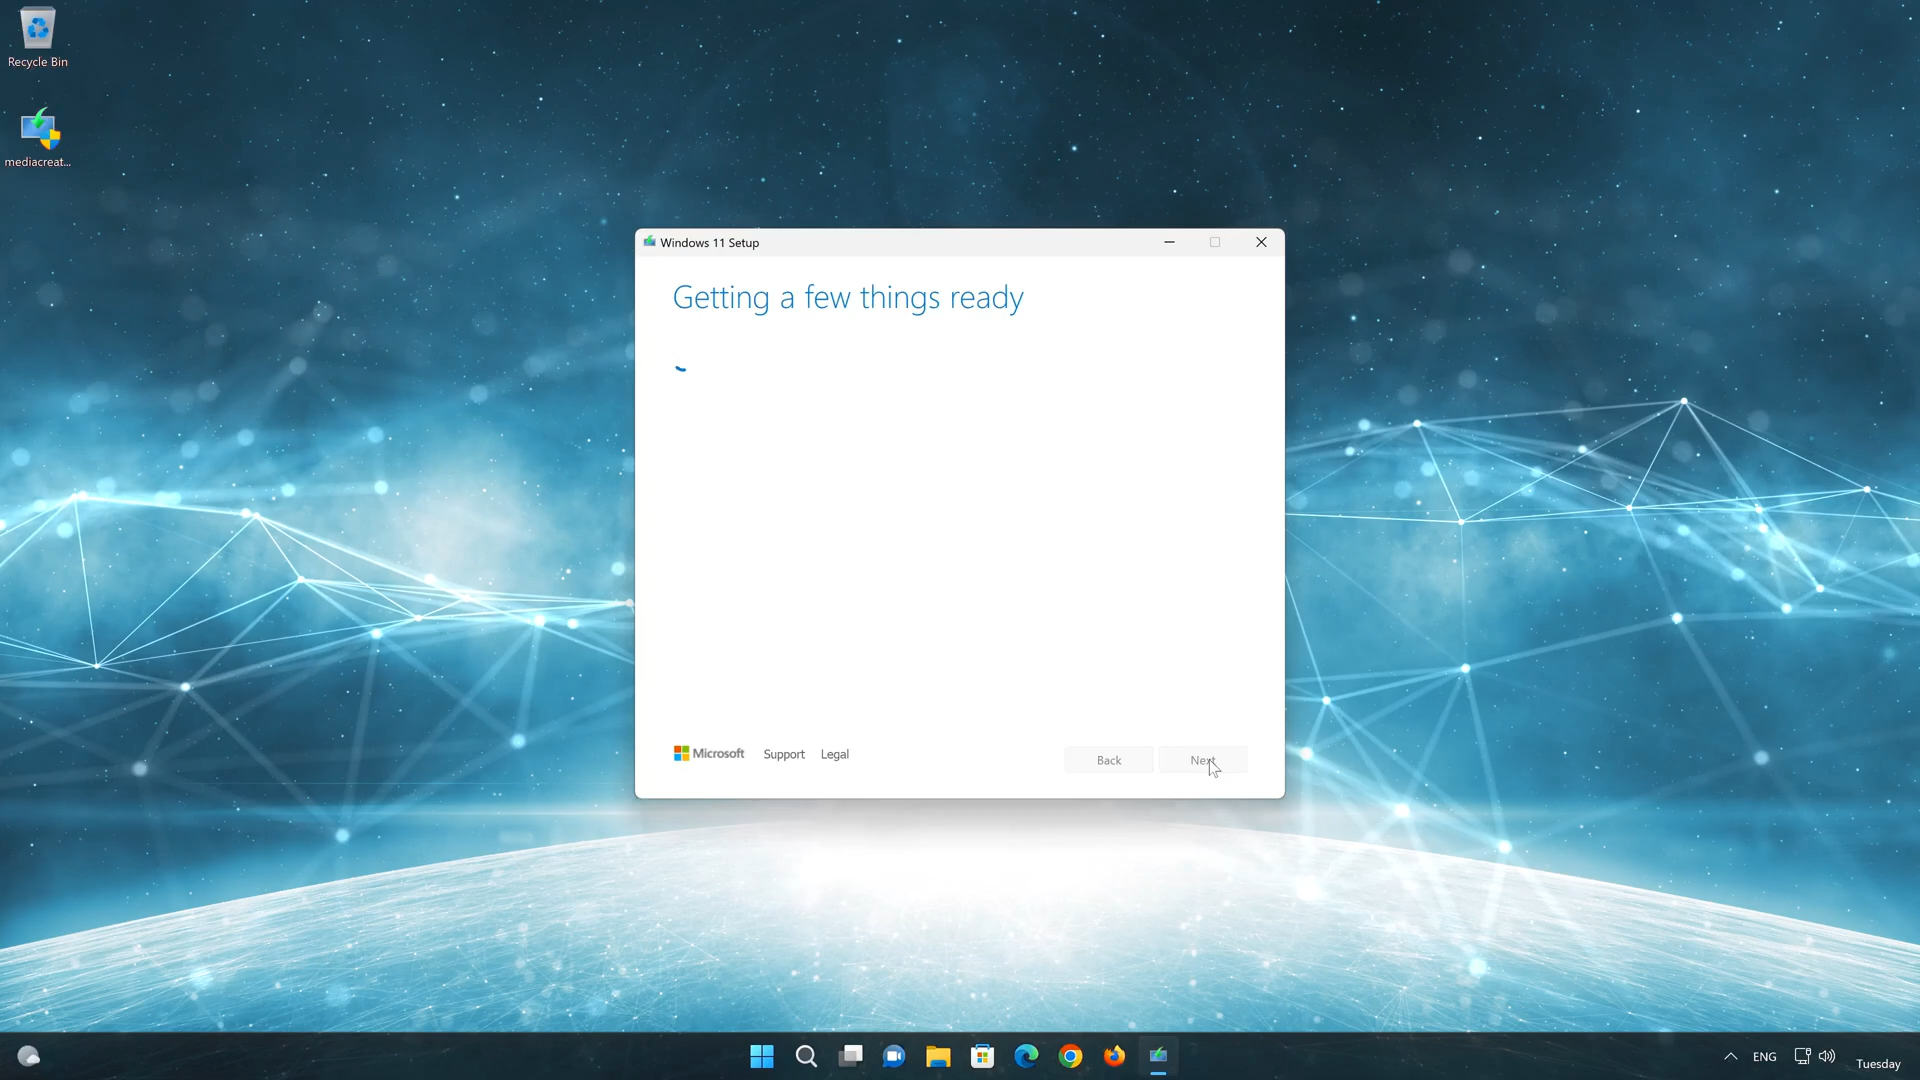 Recycle Bin
mediacreat...
Windows 11 Setup
Getting a few things ready
Microsoft Support Legal
Back Next
ENG
Tuesday